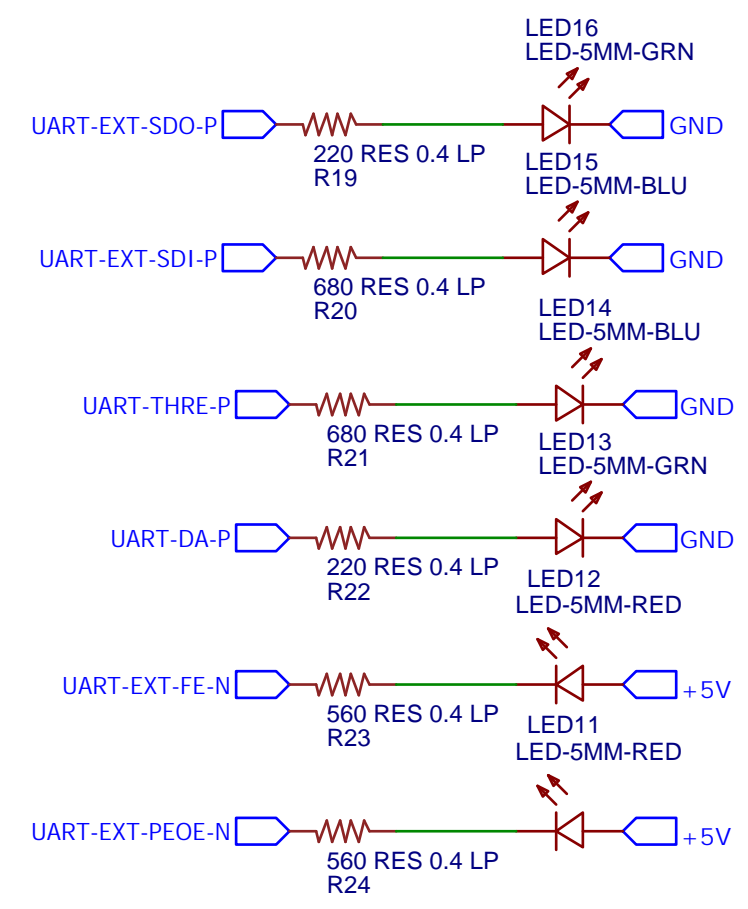 LED16
LED-5MM-GRN
UART-EXT-SDO-P
GND
220 RES 0.4 LP
R19
LED15
LED-5MM-BLU
UART-EXT-SDI-P
GND
680 RES 0.4 LP
R20
LED14
LED-5MM-BLU
UART-THRE-P
GND
680 RES 0.4 LP
R21
LED13
LED-5MM-GRN
UART-DA-P
GND
220 RES 0.4 LP
R22
LED12
LED-5MM-RED
UART-EXT-FE-N
+5V
560 RES 0.4 LP
R23
LED11
LED-5MM-RED
UART-EXT-PEOE-N
+5V
560 RES 0.4 LP
R24